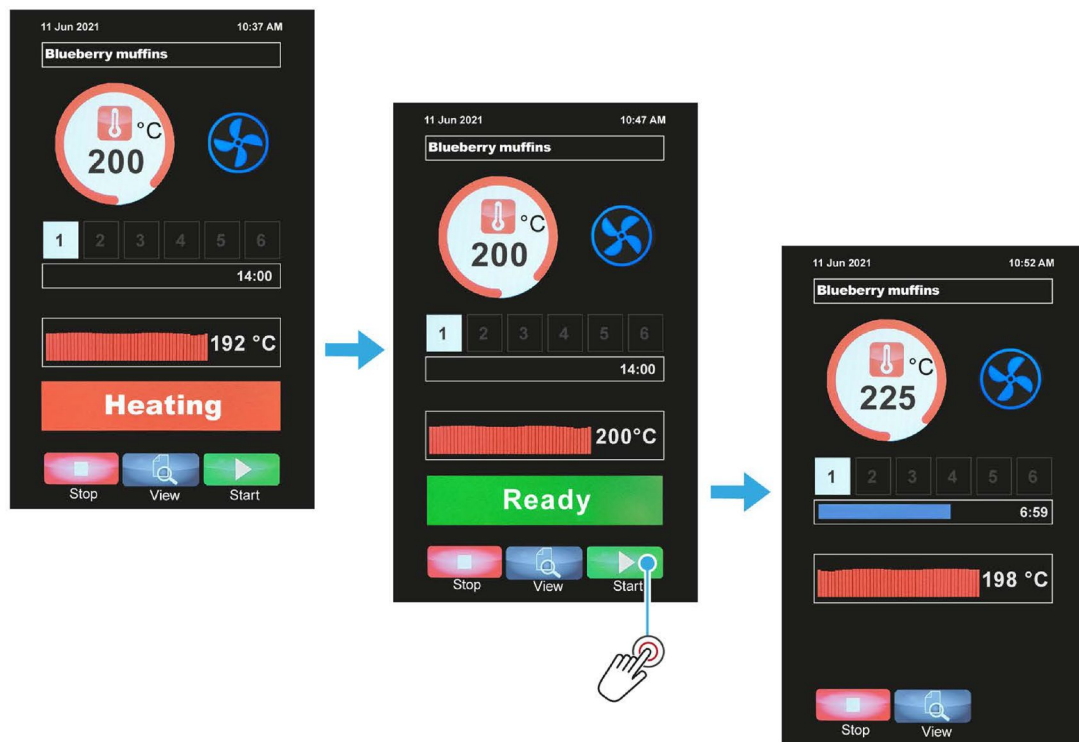 11 Jun 2021 10:37 AM
Blueberry muffins
°C
200
1 2 3 4 5 6
14:00
192 °C
Heating
Stop View Start
11 Jun 2021 10:47 AM
Blueberry muffins
°C
200
1 2 3 4 5 6
14:00
200°C
Ready
Stop View Start
11 Jun 2021 10:52 AM
Blueberry muffins
°C
225
1 2 3 4 5 6
6:59
198 °C
Stop View